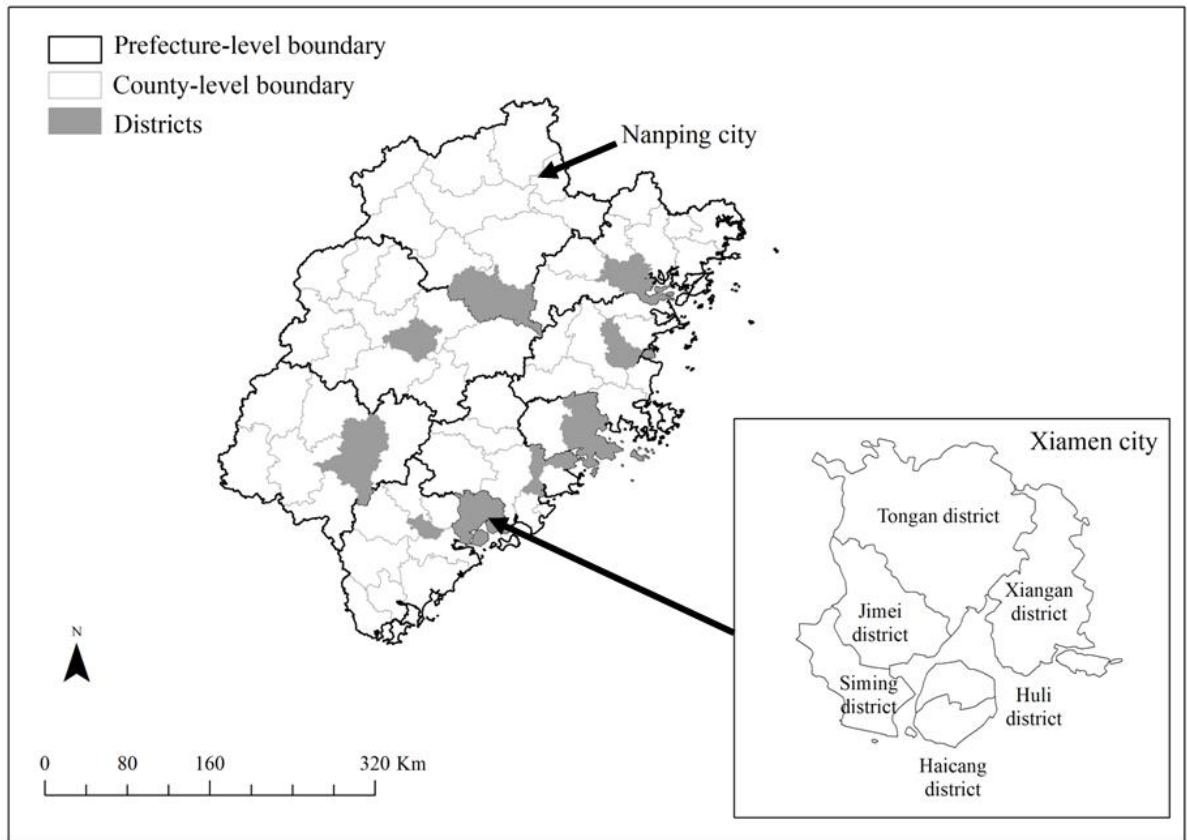 Prefecture-level boundary
County-level boundary
Districts
Nanping city
Xiamen city
Tongan district
Xiangan
district
Jimei
district
Siming
district
Huli
district
Haicang
district
N
0 80 160 320 Km